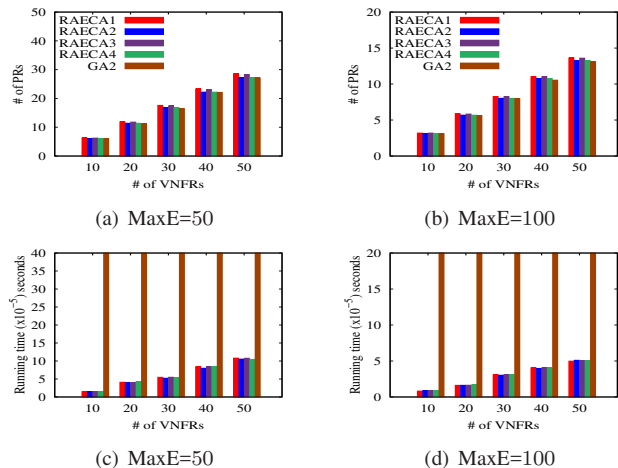 50
40
30
20
10
0
# of PRs
RAECA1
RAECA2
RAECA3
RAECA4
GA2
10 20 30 40 50
# of VNFRs
(a) MaxE=50
20
15
10
5
0
# of PRs
RAECA1
RAECA2
RAECA3
RAECA4
GA2
10 20 30 40 50
# of VNFRs
(b) MaxE=100
40
35
30
25
20
15
10
5
0
Running time (x10⁻⁵) seconds
10 20 30 40 50
# of VNFRs
(c) MaxE=50
20
15
10
5
0
Running time (x10⁻⁵) seconds
10 20 30 40 50
# of VNFRs
(d) MaxE=100